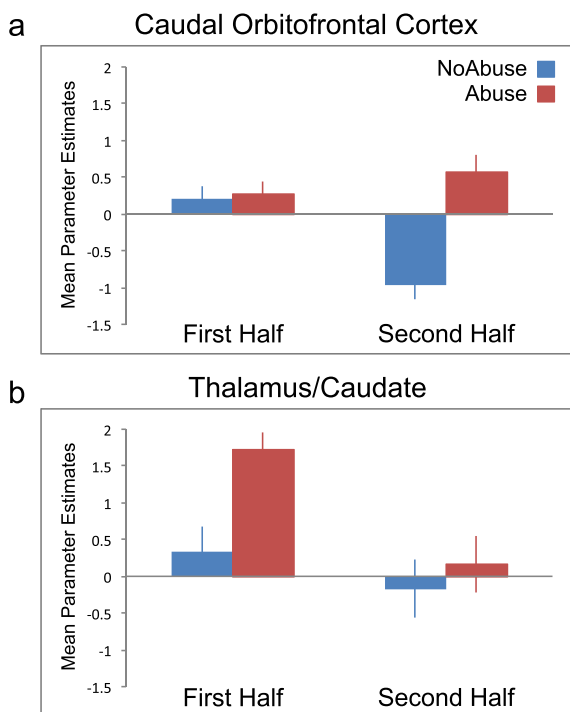 a
Caudal Orbitofrontal Cortex
NoAbuse
Abuse
Mean Parameter Estimates
2
1.5
1
0.5
0
-0.5
-1
-1.5
First Half
Second Half
b
Thalamus/Caudate
Mean Parameter Estimates
2
1.5
1
0.5
0
-0.5
-1
-1.5
First Half
Second Half